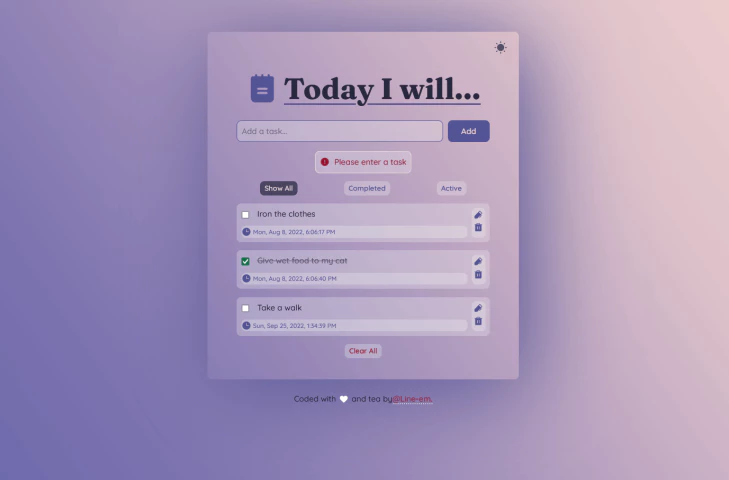 Today I will...
Add a task...
Add
Please enter a task
Show All
Completed
Active
Iron the clothes
Mon, Aug 8, 2022, 6:06:17 PM
Give wet food to my cat
Mon, Aug 8, 2022, 6:06:40 PM
Take a walk
Sun, Sep 25, 2022, 1:34:39 PM
Clear All
Coded with and tea by@Line-em.